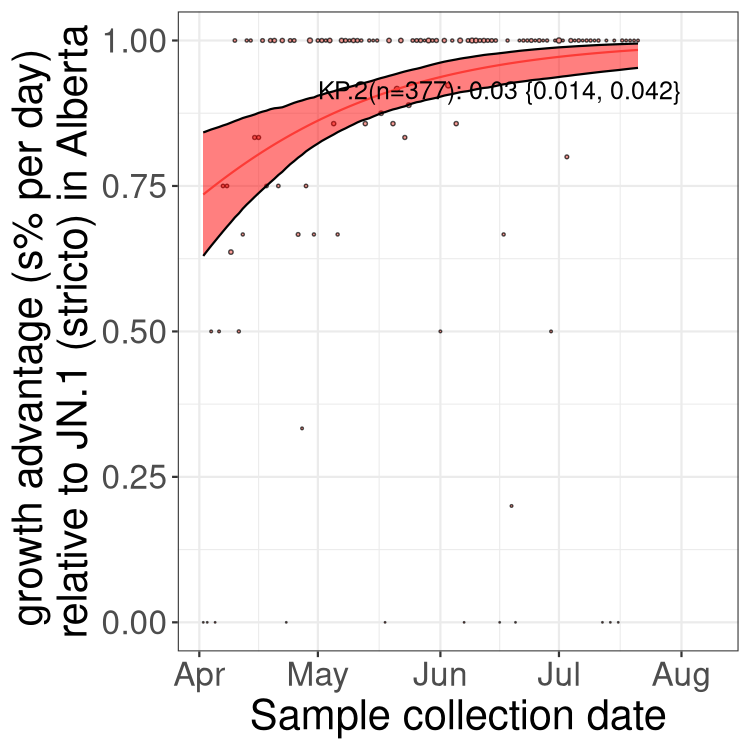 growth advantage (s% per day)
relative to JN.1 (stricto) in Alberta
1.00
0.75
0.50
0.25
0.00
KP.2(n=377): 0.03 {0.014, 0.042}
Apr May Jun Jul Aug
Sample collection date